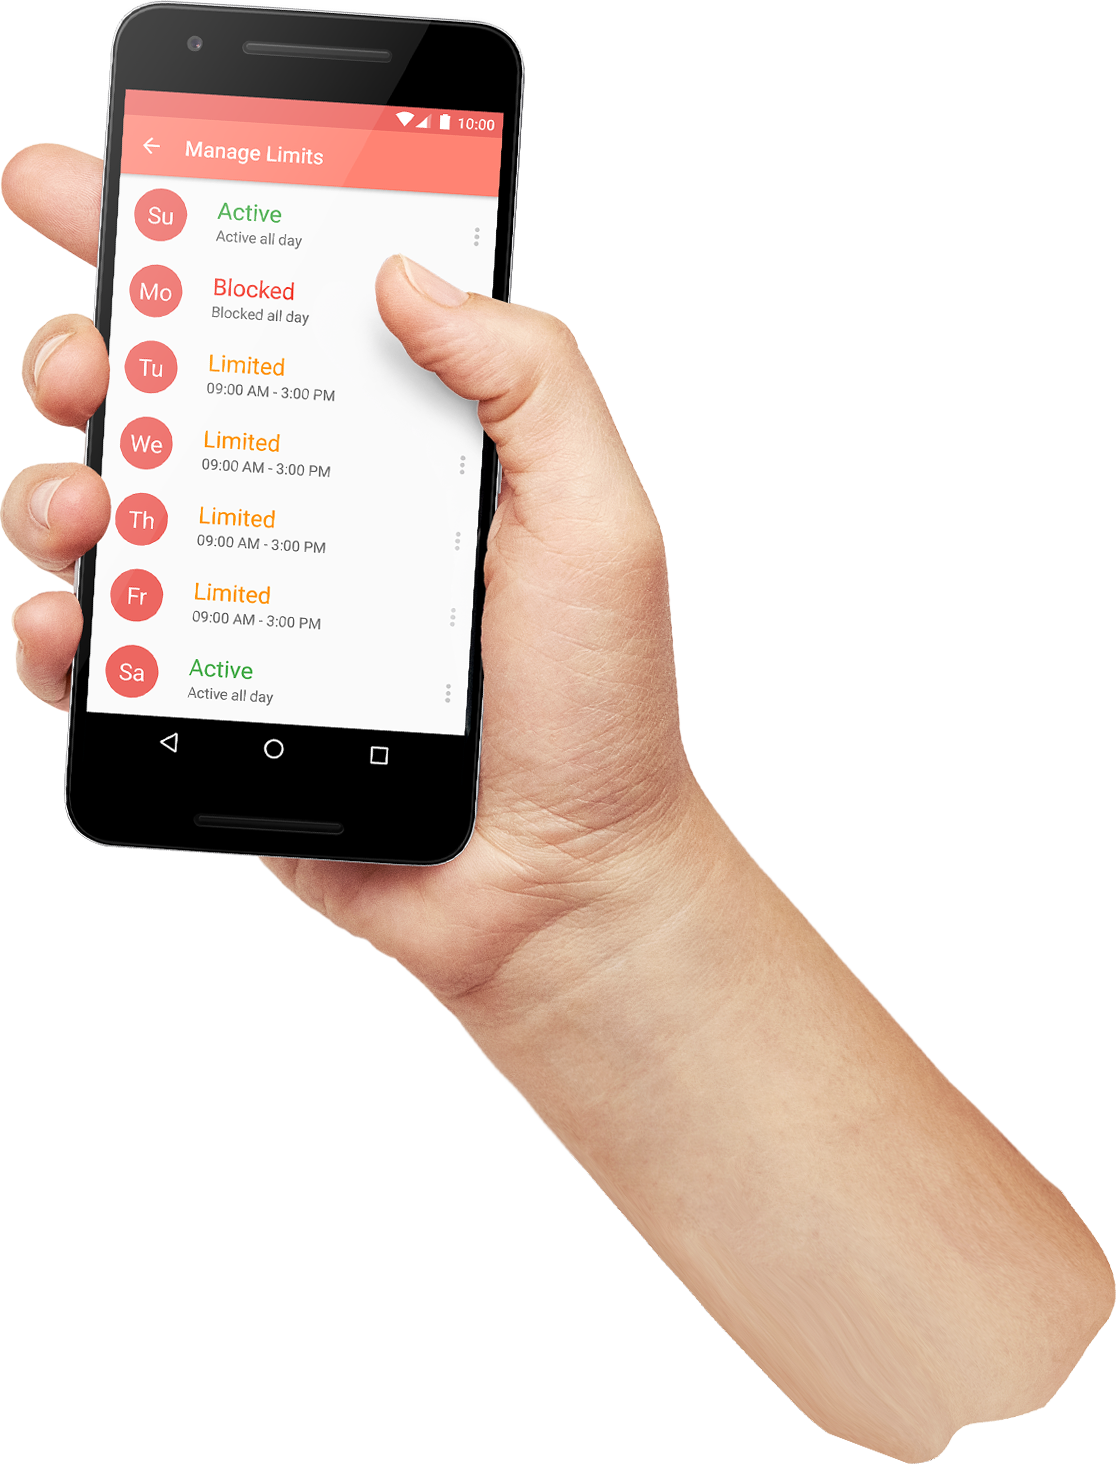 10:00
Manage Limits
Su
Active
Active all day
Mo
Blocked
Blocked all day
Tu
Limited
09:00 AM - 3:00 PM
We
Limited
09:00 AM - 3:00 PM
Th
Limited
09:00 AM - 3:00 PM
Fr
Limited
09:00 AM - 3:00 PM
Sa
Active
Active all day